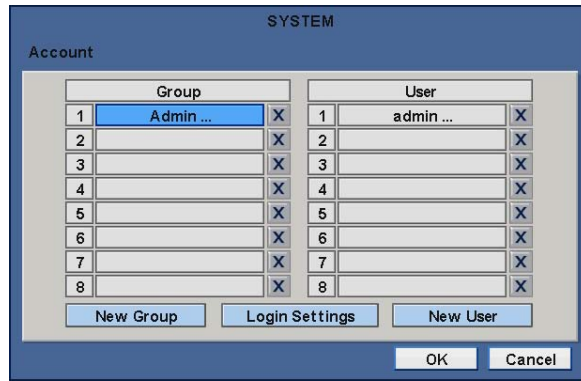 SYSTEM
Account
Group User
1 Admin ... X 1 admin ... X
2 X 2 X
3 X 3 X
4 X 4 X
5 X 5 X
6 X 6 X
7 X 7 X
8 X 8 X
New Group Login Settings New User
OK Cancel